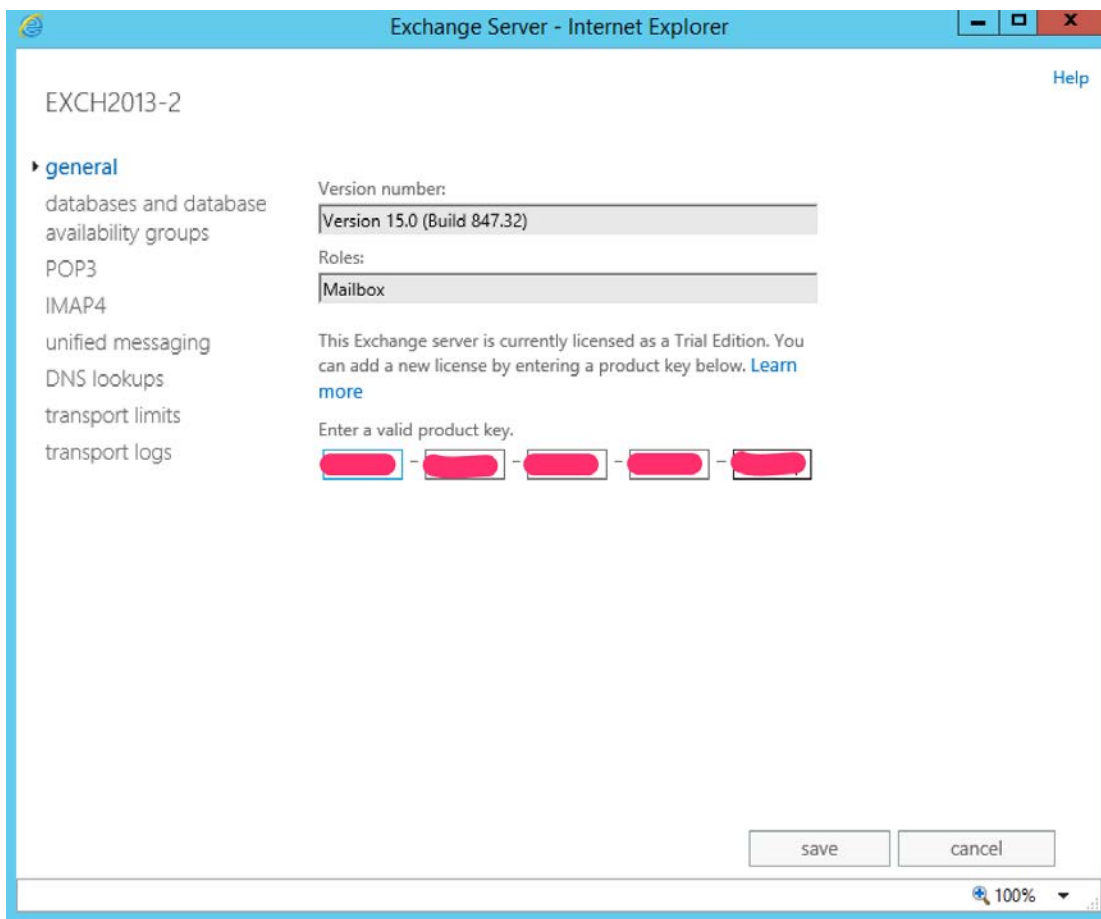 Exchange Server - Internet Explorer
Help
EXCH2013-2
general
databases and database
availability groups
POP3
IMAP4
unified messaging
DNS lookups
transport limits
transport logs
Version number:
Version 15.0 (Build 847.32)
Roles:
Mailbox
This Exchange server is currently licensed as a Trial Edition. You
can add a new license by entering a product key below. Learn
more
Enter a valid product key.
- - - -
save cancel
100%